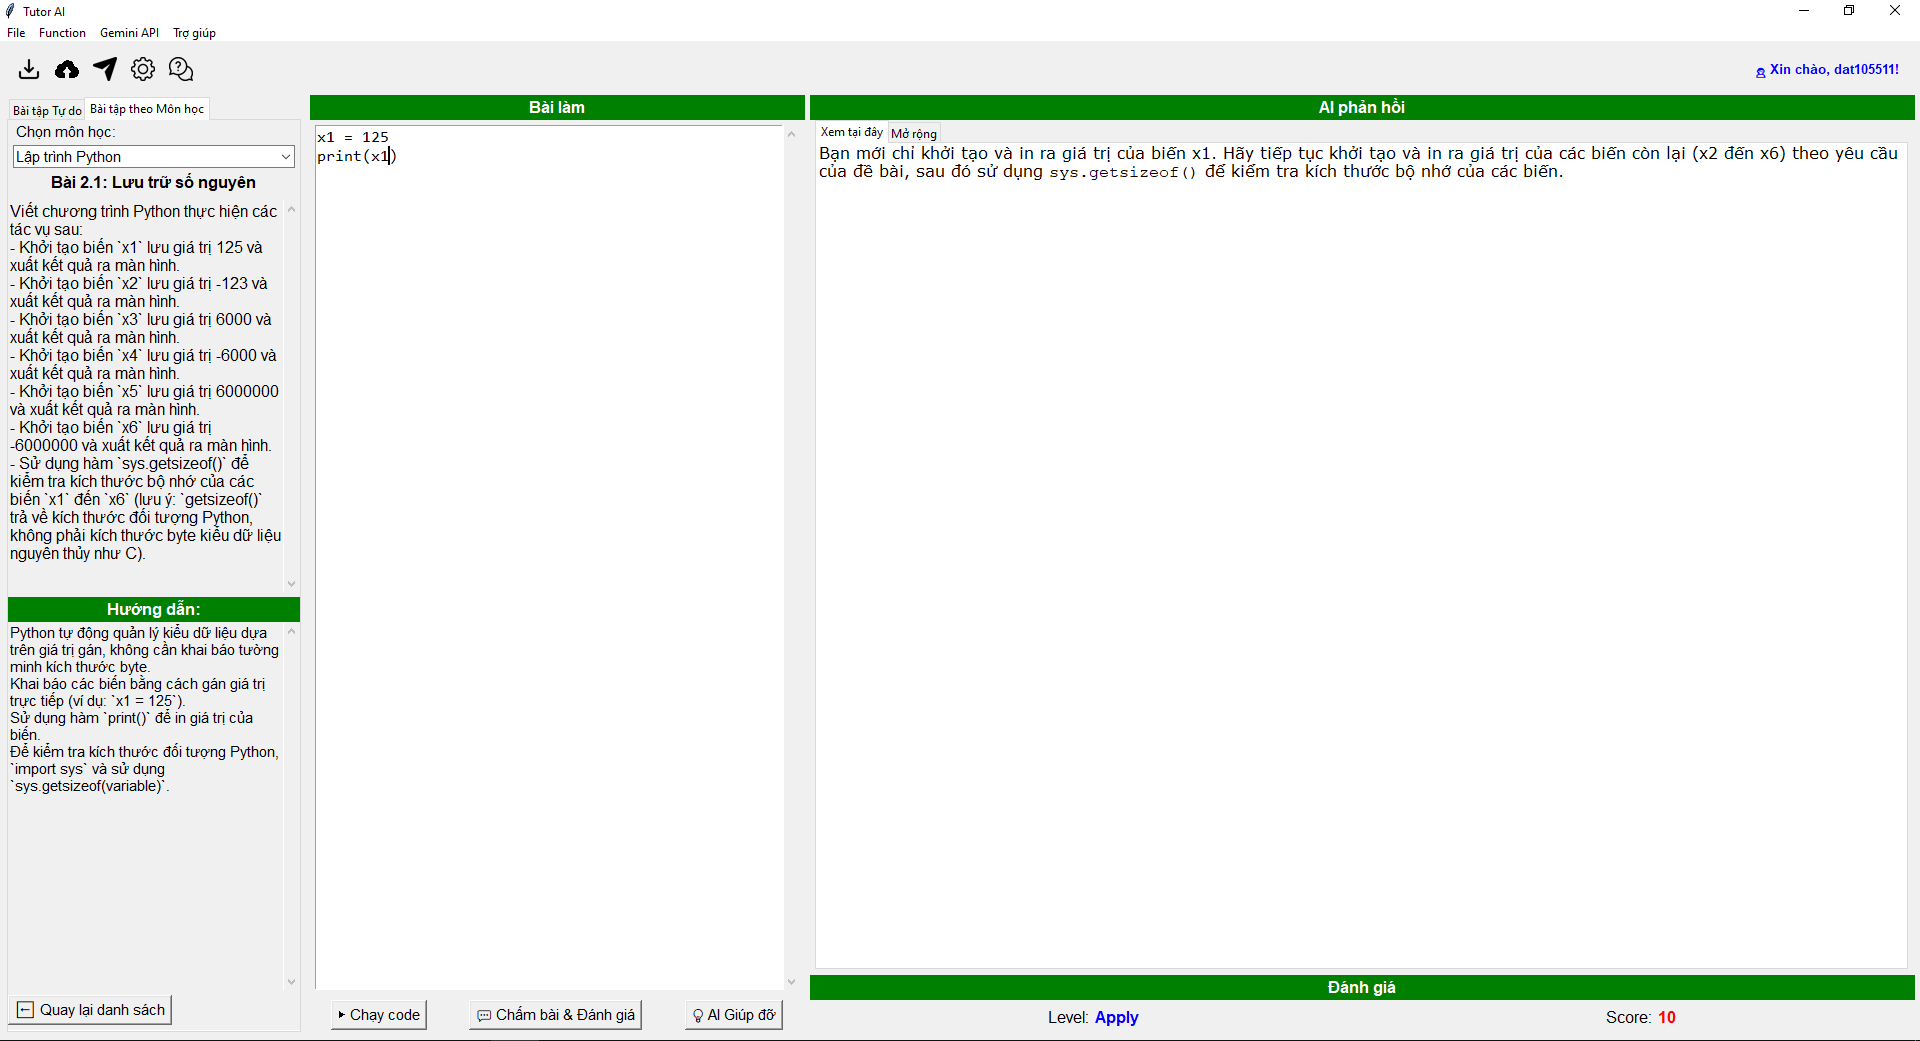 Tutor AI
File Function Gemini API Trợ giúp
Xin chào, dat105511!
Bài tập Tự do Bài tập theo Môn học
Chọn môn học:
Lập trình Python
Bài 2.1: Lưu trữ số nguyên
Viết chương trình Python thực hiện các
tác vụ sau:
- Khởi tạo biến `x1` lưu giá trị 125 và
xuất kết quả ra màn hình.
- Khởi tạo biến `x2` lưu giá trị -123 và
xuất kết quả ra màn hình.
- Khởi tạo biến `x3` lưu giá trị 6000 và
xuất kết quả ra màn hình.
- Khởi tạo biến `x4` lưu giá trị -6000 và
xuất kết quả ra màn hình.
- Khởi tạo biến `x5` lưu giá trị 6000000
và xuất kết quả ra màn hình.
- Khởi tạo biến `x6` lưu giá trị
-6000000 và xuất kết quả ra màn hình.
- Sử dụng hàm `sys.getsizeof()` để
kiểm tra kích thước bộ nhớ của các
biến `x1` đến `x6` (lưu ý: `getsizeof()`
trả về kích thước đối tượng Python,
không phải kích thước byte kiểu dữ liệu
nguyên thủy như C).
Hướng dẫn:
Python tự động quản lý kiểu dữ liệu dựa
trên giá trị gán, không cần khai báo tường
minh kích thước byte.
Khai báo các biến bằng cách gán giá trị
trực tiếp (ví dụ: `x1 = 125`).
Sử dụng hàm `print()` để in giá trị của
biến.
Để kiểm tra kích thước đối tượng Python,
`import sys` và sử dụng
`sys.getsizeof(variable)`.
Quay lại danh sách
Bài làm
x1 = 125
print(x1)
Chạy code
Chấm bài & Đánh giá
AI Giúp đỡ
AI phản hồi
Xem tại đây Mở rộng
Bạn mới chỉ khởi tạo và in ra giá trị của biến x1. Hãy tiếp tục khởi tạo và in ra giá trị của các biến còn lại (x2 đến x6) theo yêu cầu
của đề bài, sau đó sử dụng sys.getsizeof() để kiểm tra kích thước bộ nhớ của các biến.
Đánh giá
Level: Apply
Score: 10